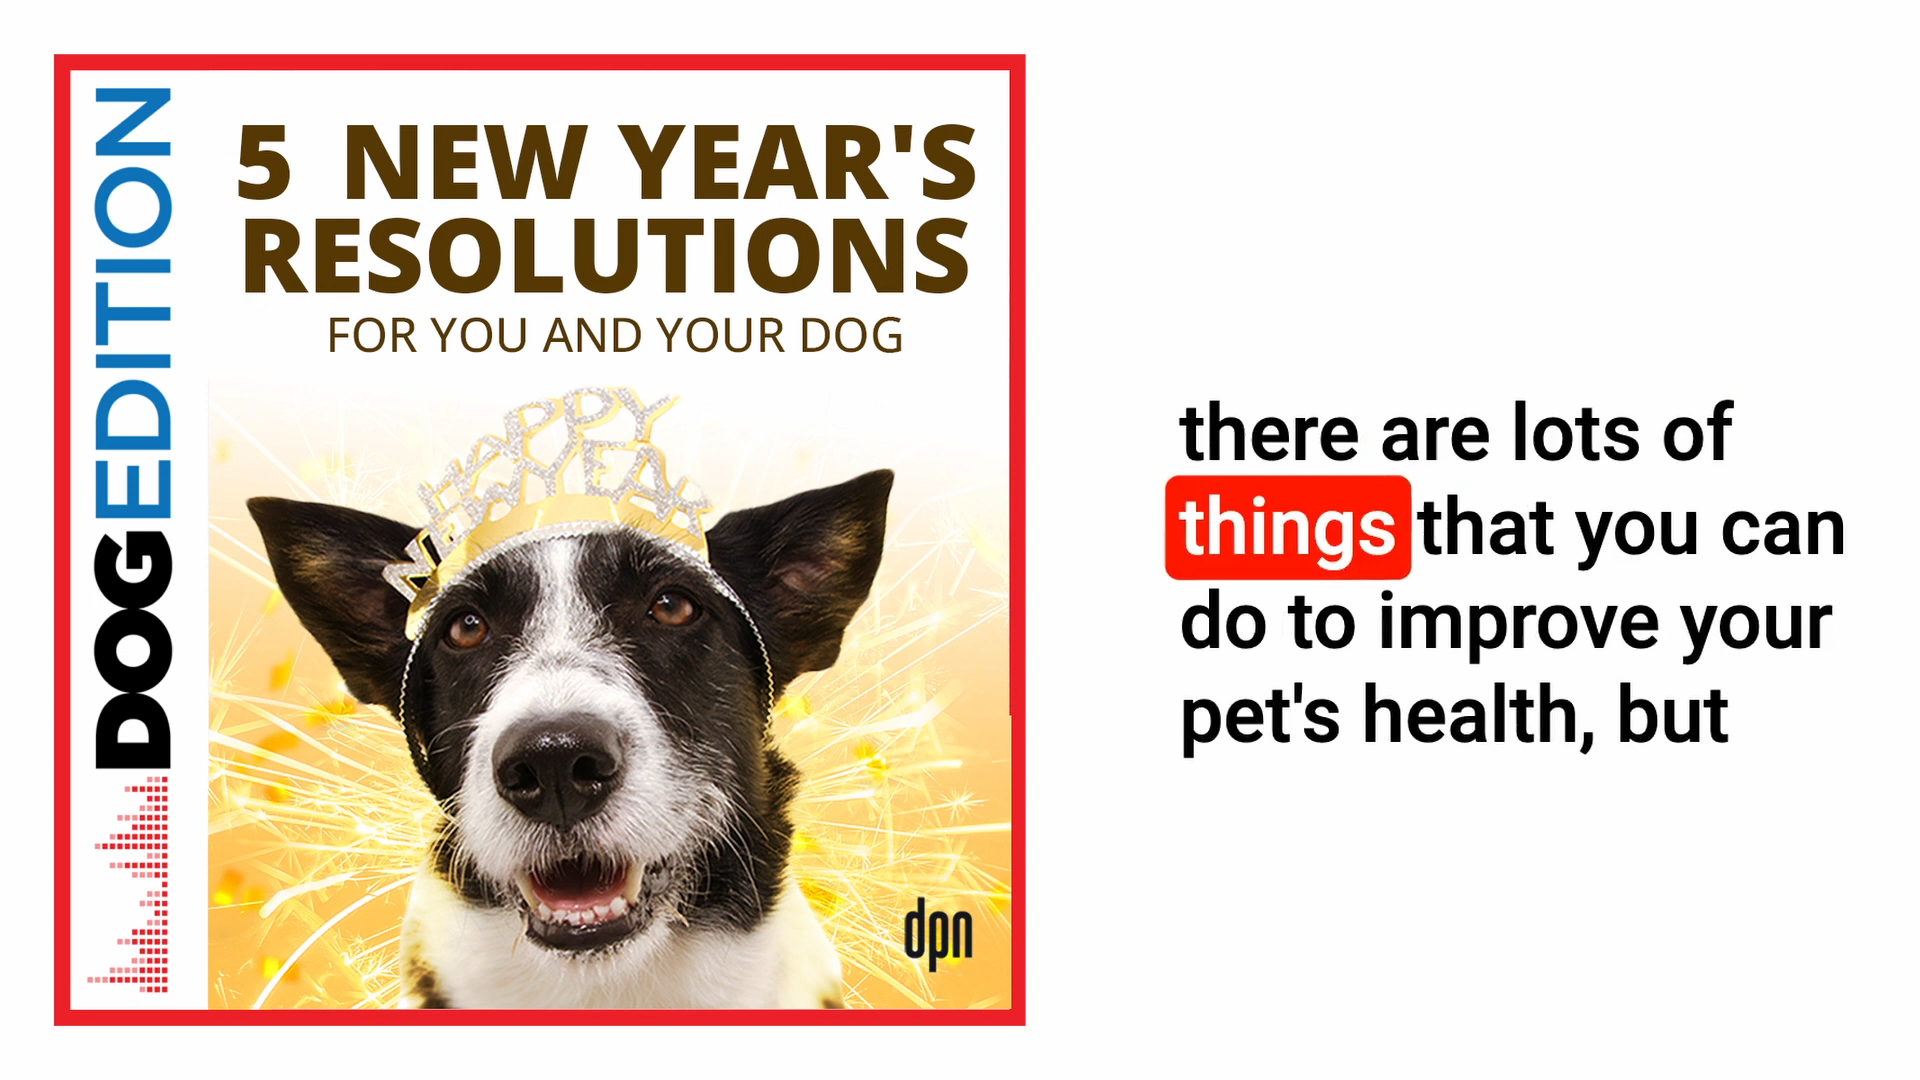 DOGEDITION
5 NEW YEAR'S
RESOLUTIONS
FOR YOU AND YOUR DOG
HAPPY
NEW YEAR
dpn
there are lots of
things that you can
do to improve your
pet's health, but